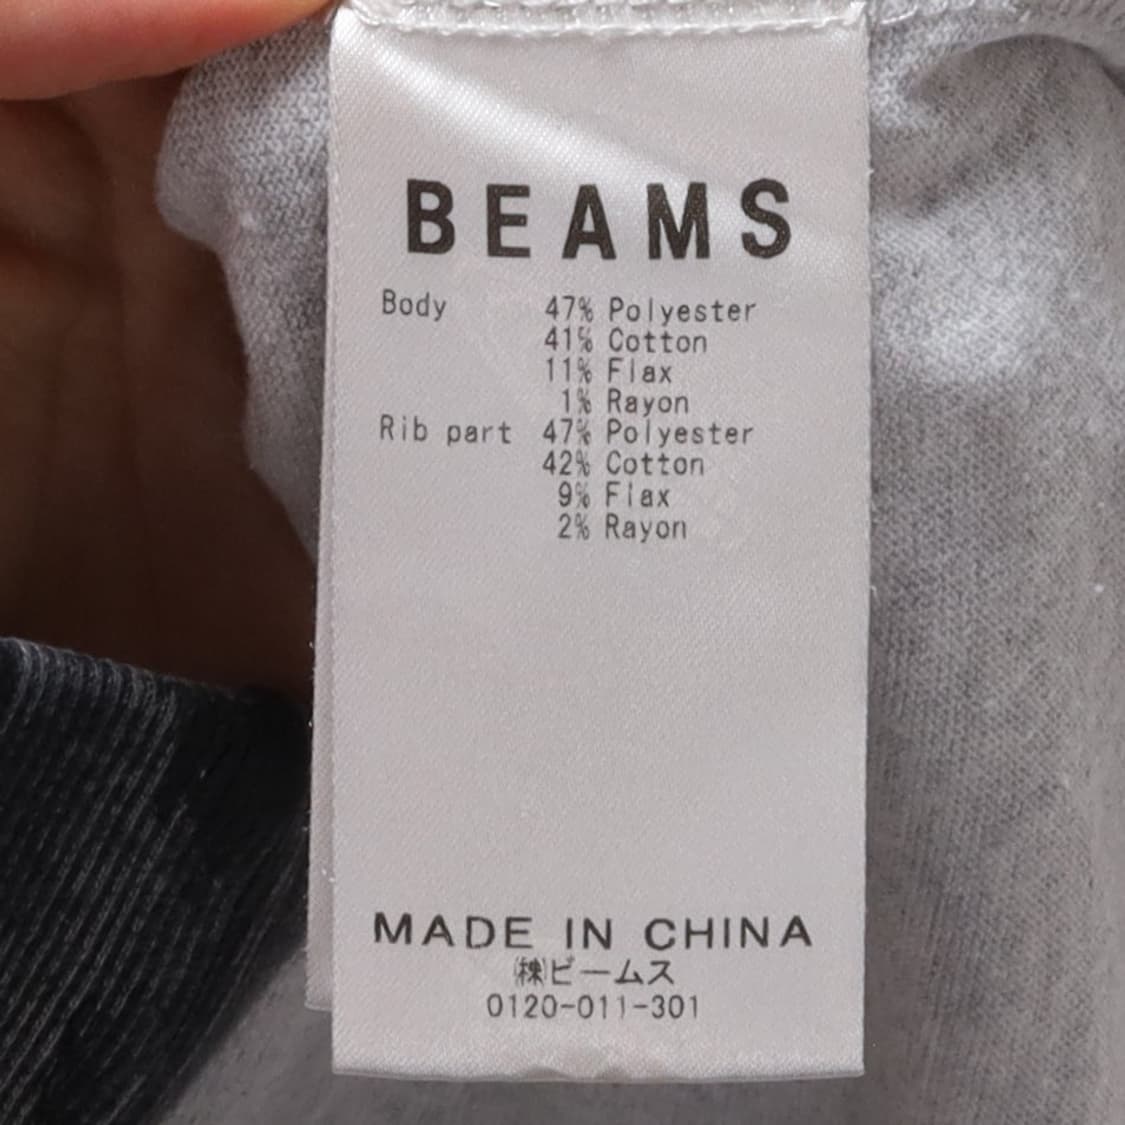 BEAMS
Body 47% Polyester
41% Cotton
11% Flax
1% Rayon
Rib part 47% Polyester
42% Cotton
9% Flax
2% Rayon
MADE IN CHINA
㈱ビームス
0120-011-301